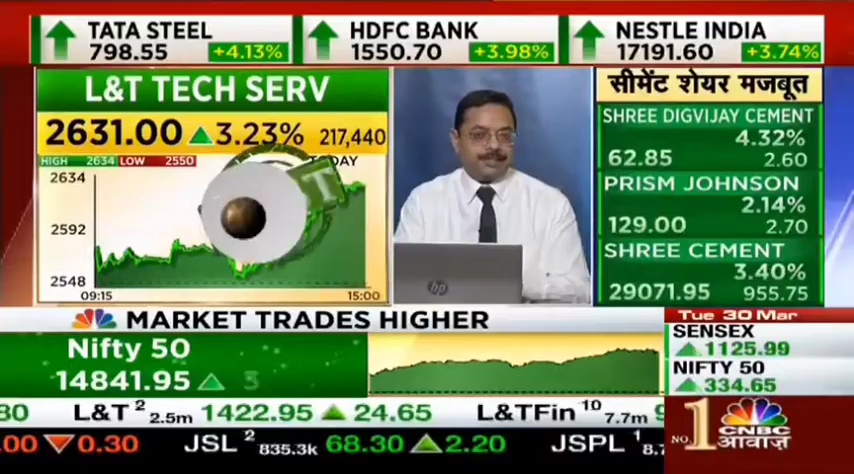 TATA STEEL
798.55 +4.13%
HDFC BANK
1550.70 +3.98%
NESTLE INDIA
17191.60 +3.74%
L&T TECH SERV
2631.00 3.23% 217,440
HIGH 2634 LOW 2550
TODAY
2634
2592
2548
09:15 15:00
hp
सीमेंट शेयर मजबूत
SHREE DIGVIJAY CEMENT
4.32%
62.85 2.60
PRISM JOHNSON
2.14%
129.00 2.70
SHREE CEMENT
3.40%
29071.95 955.75
MARKET TRADES HIGHER
Nifty 50
14841.95
Tue 30 Mar
SENSEX
1125.99
NIFTY 50
334.65
30 L&T 2 2.5m 1422.95 24.65 L&TFin 10 7.7m
.00 0.30 JSL 2 835.3k 68.30 2.20 JSPL 1 8.
NO. 1 CNBC
आवाज़